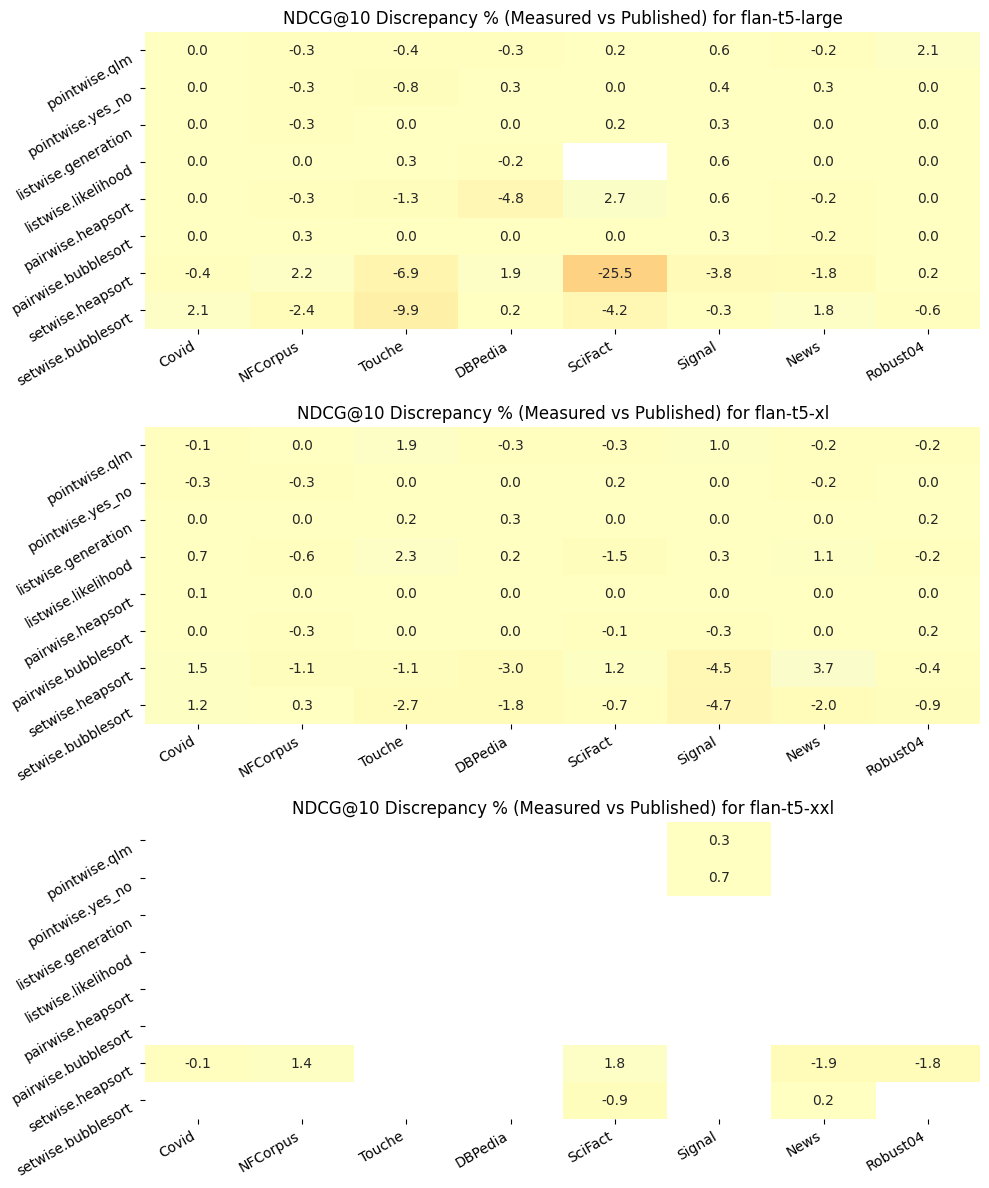 NDCG@10 Discrepancy % (Measured vs Published) for flan-t5-large
pointwise.qlm 0.0 -0.3 -0.4 -0.3 0.2 0.6 -0.2 2.1
pointwise.yes_no 0.0 -0.3 -0.8 0.3 0.0 0.4 0.3 0.0
listwise.generation 0.0 -0.3 0.0 0.0 0.2 0.3 0.0 0.0
listwise.likelihood 0.0 0.0 0.3 -0.2 0.6 0.0 0.0
pairwise.heapsort 0.0 -0.3 -1.3 -4.8 2.7 0.6 -0.2 0.0
pairwise.bubblesort 0.0 0.3 0.0 0.0 0.0 0.3 -0.2 0.0
setwise.heapsort -0.4 2.2 -6.9 1.9 -25.5 -3.8 -1.8 0.2
setwise.bubblesort 2.1 -2.4 -9.9 0.2 -4.2 -0.3 1.8 -0.6
Covid NFCorpus Touche DBPedia SciFact Signal News Robust04
NDCG@10 Discrepancy % (Measured vs Published) for flan-t5-xl
pointwise.qlm -0.1 0.0 1.9 -0.3 -0.3 1.0 -0.2 -0.2
pointwise.yes_no -0.3 -0.3 0.0 0.0 0.2 0.0 -0.2 0.0
listwise.generation 0.0 0.0 0.2 0.3 0.0 0.0 0.0 0.2
listwise.likelihood 0.7 -0.6 2.3 0.2 -1.5 0.3 1.1 -0.2
pairwise.heapsort 0.1 0.0 0.0 0.0 0.0 0.0 0.0 0.0
pairwise.bubblesort 0.0 -0.3 0.0 0.0 -0.1 -0.3 0.0 0.2
setwise.heapsort 1.5 -1.1 -1.1 -3.0 1.2 -4.5 3.7 -0.4
setwise.bubblesort 1.2 0.3 -2.7 -1.8 -0.7 -4.7 -2.0 -0.9
Covid NFCorpus Touche DBPedia SciFact Signal News Robust04
NDCG@10 Discrepancy % (Measured vs Published) for flan-t5-xxl
pointwise.qlm 0.3
pointwise.yes_no 0.7
listwise.generation
listwise.likelihood
pairwise.heapsort
pairwise.bubblesort
setwise.heapsort -0.1 1.4 1.8 -1.9 -1.8
setwise.bubblesort -0.9 0.2
Covid NFCorpus Touche DBPedia SciFact Signal News Robust04